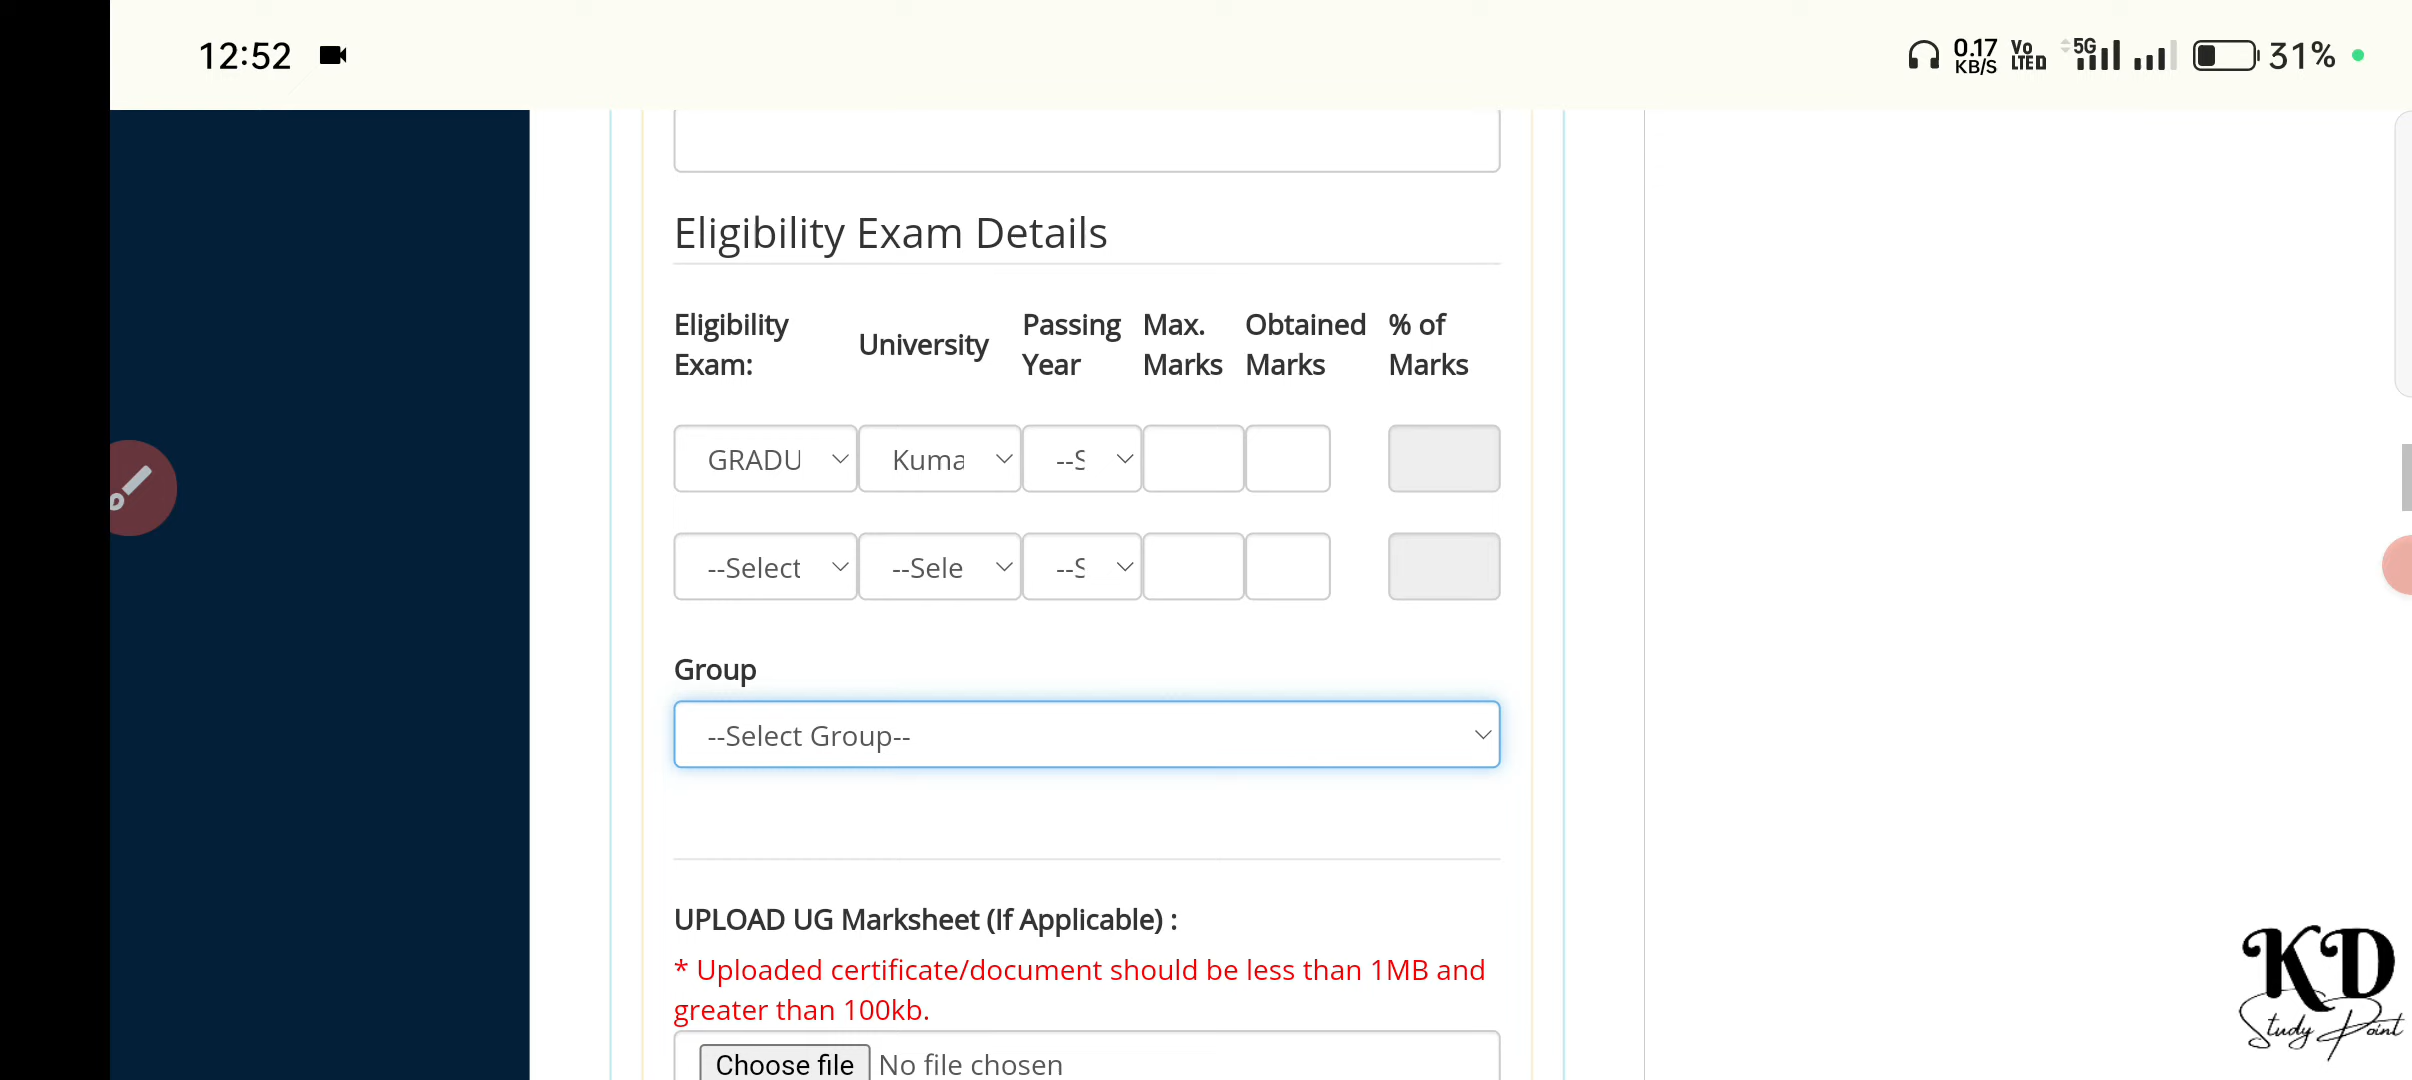 12:52
0.17 KB/S Vo LTE D 5G 31%
Eligibility Exam Details
Eligibility Exam: University Passing Year Max. Marks Obtained Marks % of Marks
GRADU Kuma --S
--Select --Sele --S
Group
--Select Group--
UPLOAD UG Marksheet (If Applicable) :
* Uploaded certificate/document should be less than 1MB and
greater than 100kb.
Choose file No file chosen
KD
Study Point